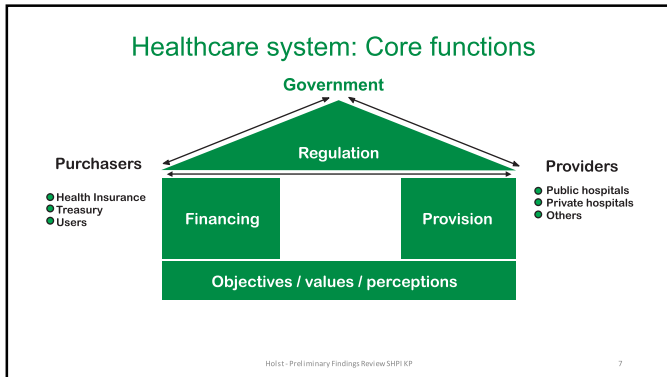 Healthcare system: Core functions
Government
Regulation
Purchasers
Health Insurance
Treasury
Users
Providers
Public hospitals
Private hospitals
Others
Financing
Provision
Objectives / values / perceptions
Holst - Preliminary Findings Review SHPI KP
7